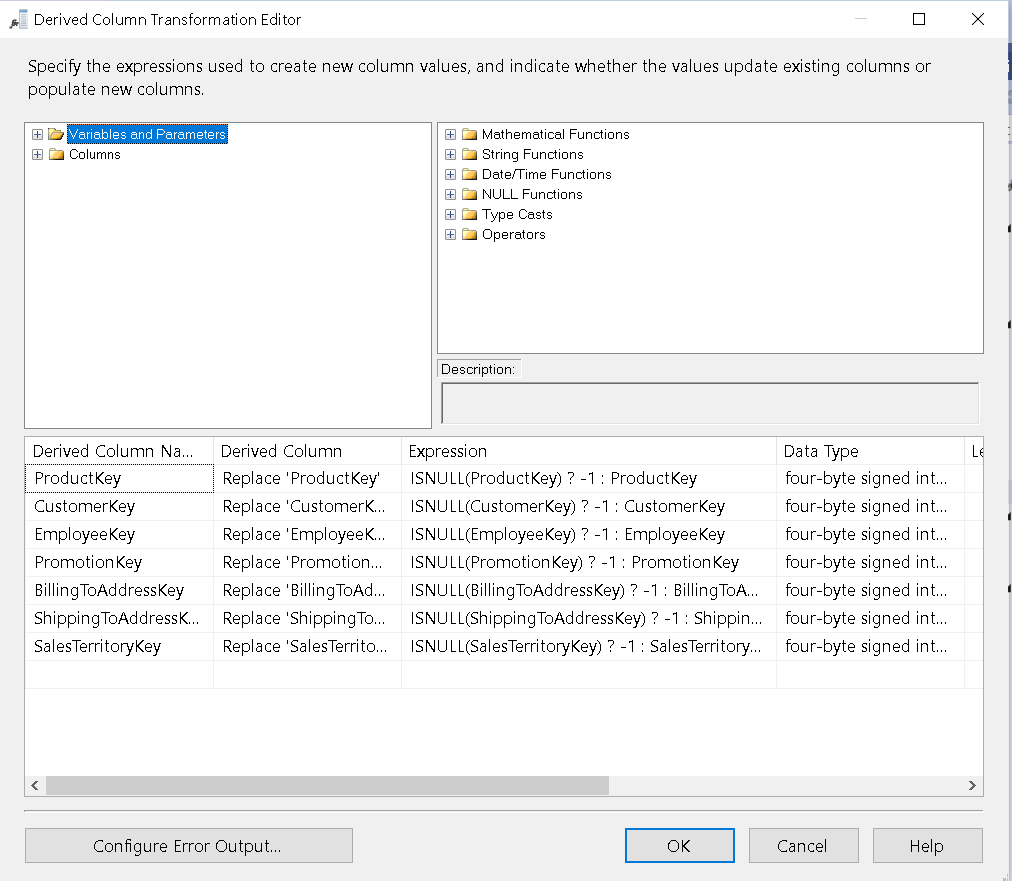 Derived Column Transformation Editor
Specify the expressions used to create new column values, and indicate whether the values update existing columns or
populate new columns.
Variables and Parameters
Columns
Mathematical Functions
String Functions
Date/Time Functions
NULL Functions
Type Casts
Operators
Description:
Derived Column Na... Derived Column Expression Data Type Le
ProductKey Replace 'ProductKey' ISNULL(ProductKey) ? -1 : ProductKey four-byte signed int...
CustomerKey Replace 'CustomerK... ISNULL(CustomerKey) ? -1 : CustomerKey four-byte signed int...
EmployeeKey Replace 'EmployeeK... ISNULL(EmployeeKey) ? -1 : EmployeeKey four-byte signed int...
PromotionKey Replace 'Promotion... ISNULL(PromotionKey) ? -1 : PromotionKey four-byte signed int...
BillingToAddressKey Replace 'BillingToAd... ISNULL(BillingToAddressKey) ? -1 : BillingToA... four-byte signed int...
ShippingToAddressK... Replace 'ShippingTo... ISNULL(ShippingToAddressKey) ? -1 : Shippin... four-byte signed int...
SalesTerritoryKey Replace 'SalesTerrito... ISNULL(SalesTerritoryKey) ? -1 : SalesTerritory... four-byte signed int...
Configure Error Output... OK Cancel Help